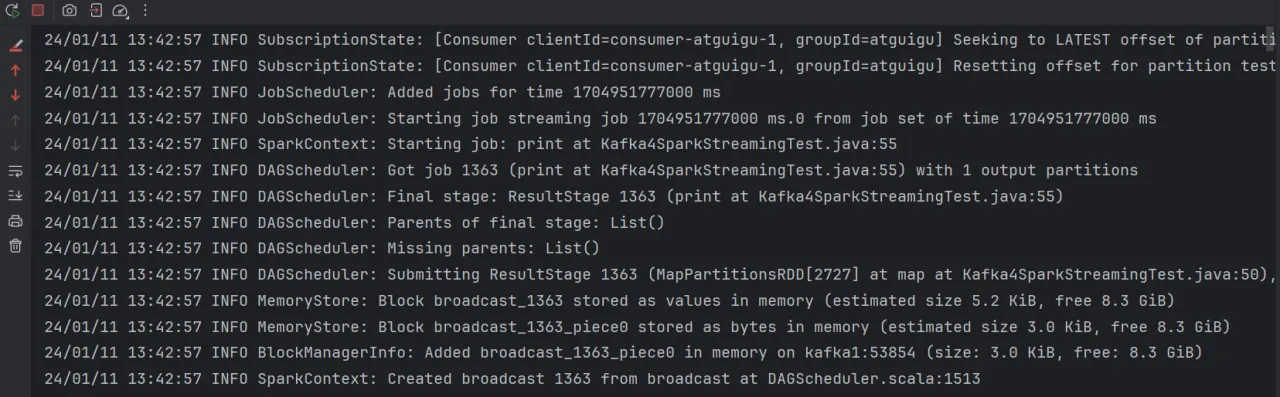 24/01/11 13:42:57 INFO SubscriptionState: [Consumer clientId=consumer-atguigu-1, groupId=atguigu] Seeking to LATEST offset of partiti
24/01/11 13:42:57 INFO SubscriptionState: [Consumer clientId=consumer-atguigu-1, groupId=atguigu] Resetting offset for partition test
24/01/11 13:42:57 INFO JobScheduler: Added jobs for time 1704951777000 ms
24/01/11 13:42:57 INFO JobScheduler: Starting job streaming job 1704951777000 ms.0 from job set of time 1704951777000 ms
24/01/11 13:42:57 INFO SparkContext: Starting job: print at Kafka4SparkStreamingTest.java:55
24/01/11 13:42:57 INFO DAGScheduler: Got job 1363 (print at Kafka4SparkStreamingTest.java:55) with 1 output partitions
24/01/11 13:42:57 INFO DAGScheduler: Final stage: ResultStage 1363 (print at Kafka4SparkStreamingTest.java:55)
24/01/11 13:42:57 INFO DAGScheduler: Parents of final stage: List()
24/01/11 13:42:57 INFO DAGScheduler: Missing parents: List()
24/01/11 13:42:57 INFO DAGScheduler: Submitting ResultStage 1363 (MapPartitionsRDD[2727] at map at Kafka4SparkStreamingTest.java:50),
24/01/11 13:42:57 INFO MemoryStore: Block broadcast_1363 stored as values in memory (estimated size 5.2 KiB, free 8.3 GiB)
24/01/11 13:42:57 INFO MemoryStore: Block broadcast_1363_piece0 stored as bytes in memory (estimated size 3.0 KiB, free 8.3 GiB)
24/01/11 13:42:57 INFO BlockManagerInfo: Added broadcast_1363_piece0 in memory on kafka1:53854 (size: 3.0 KiB, free: 8.3 GiB)
24/01/11 13:42:57 INFO SparkContext: Created broadcast 1363 from broadcast at DAGScheduler.scala:1513